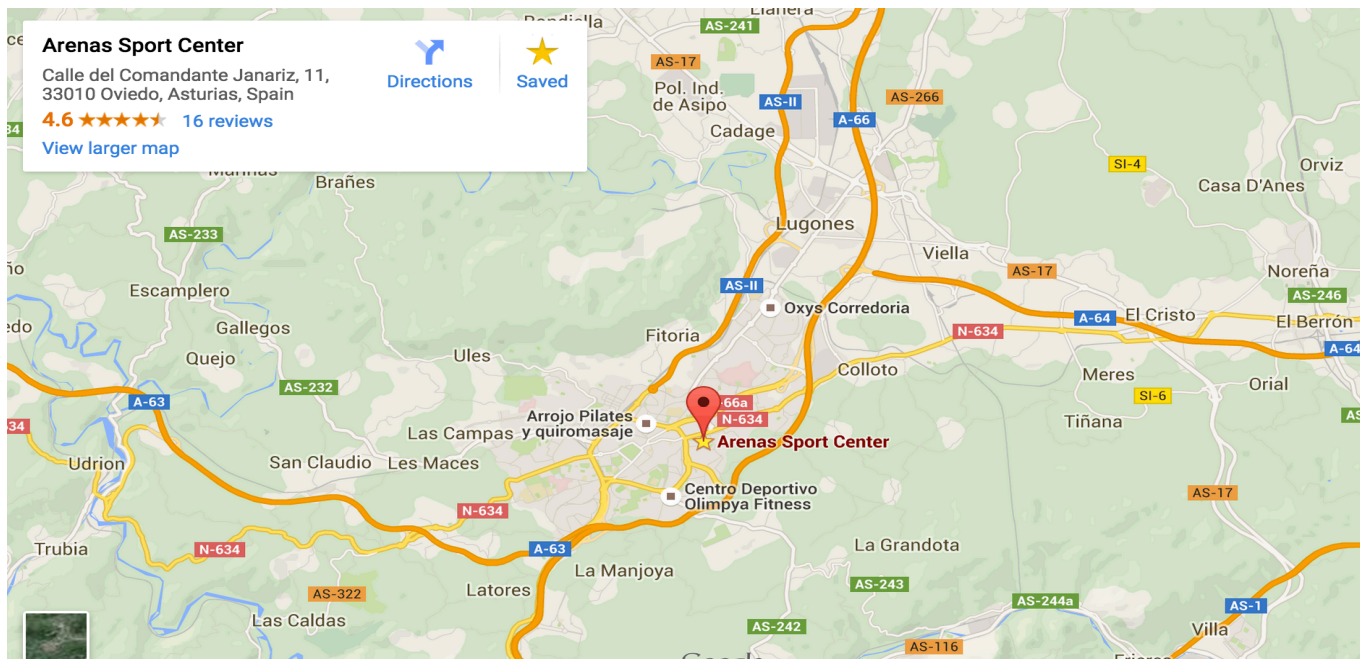 Arenas Sport Center
Calle del Comandante Janariz, 11,
33010 Oviedo, Asturias, Spain
4.6
16 reviews
View larger map
Directions
Saved
Llanera
AS-241
AS-17
Pol. Ind.
de Asipo
AS-II
AS-266
Cadage
A-66
SI-4
Orviz
Casa D'Anes
Brañes
Lugones
AS-233
Viella
AS-17
Noreña
Escamplero
AS-II
AS-246
Oxys Corredoria
El Cristo
A-64
El Berrón
Gallegos
Fitoria
N-634
A-64
Quejo
Ules
Colloto
Meres
Orial
AS-232
SI-6
A-63
66a
Arrojo Pilates
y quiromasaje
N-634
Tiñana
34
Las Campas
Arenas Sport Center
Udrion
San Claudio
Les Maces
Centro Deportivo
Olimpya Fitness
AS-17
N-634
Trubia
N-634
A-63
La Grandota
La Manjoya
Latores
AS-243
AS-322
AS-244a
AS-1
Las Caldas
AS-242
Villa
AS-116